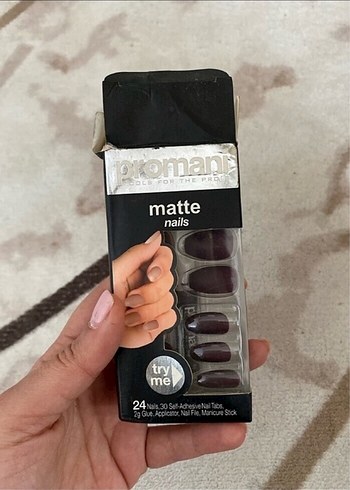 promani
TOOLS FOR THE PROS
matte
nails
try
me
24 Nails, 30 Self-Adhesive Nail Tabs,
2g Glue, Applicator, Nail File, Manicure Stick